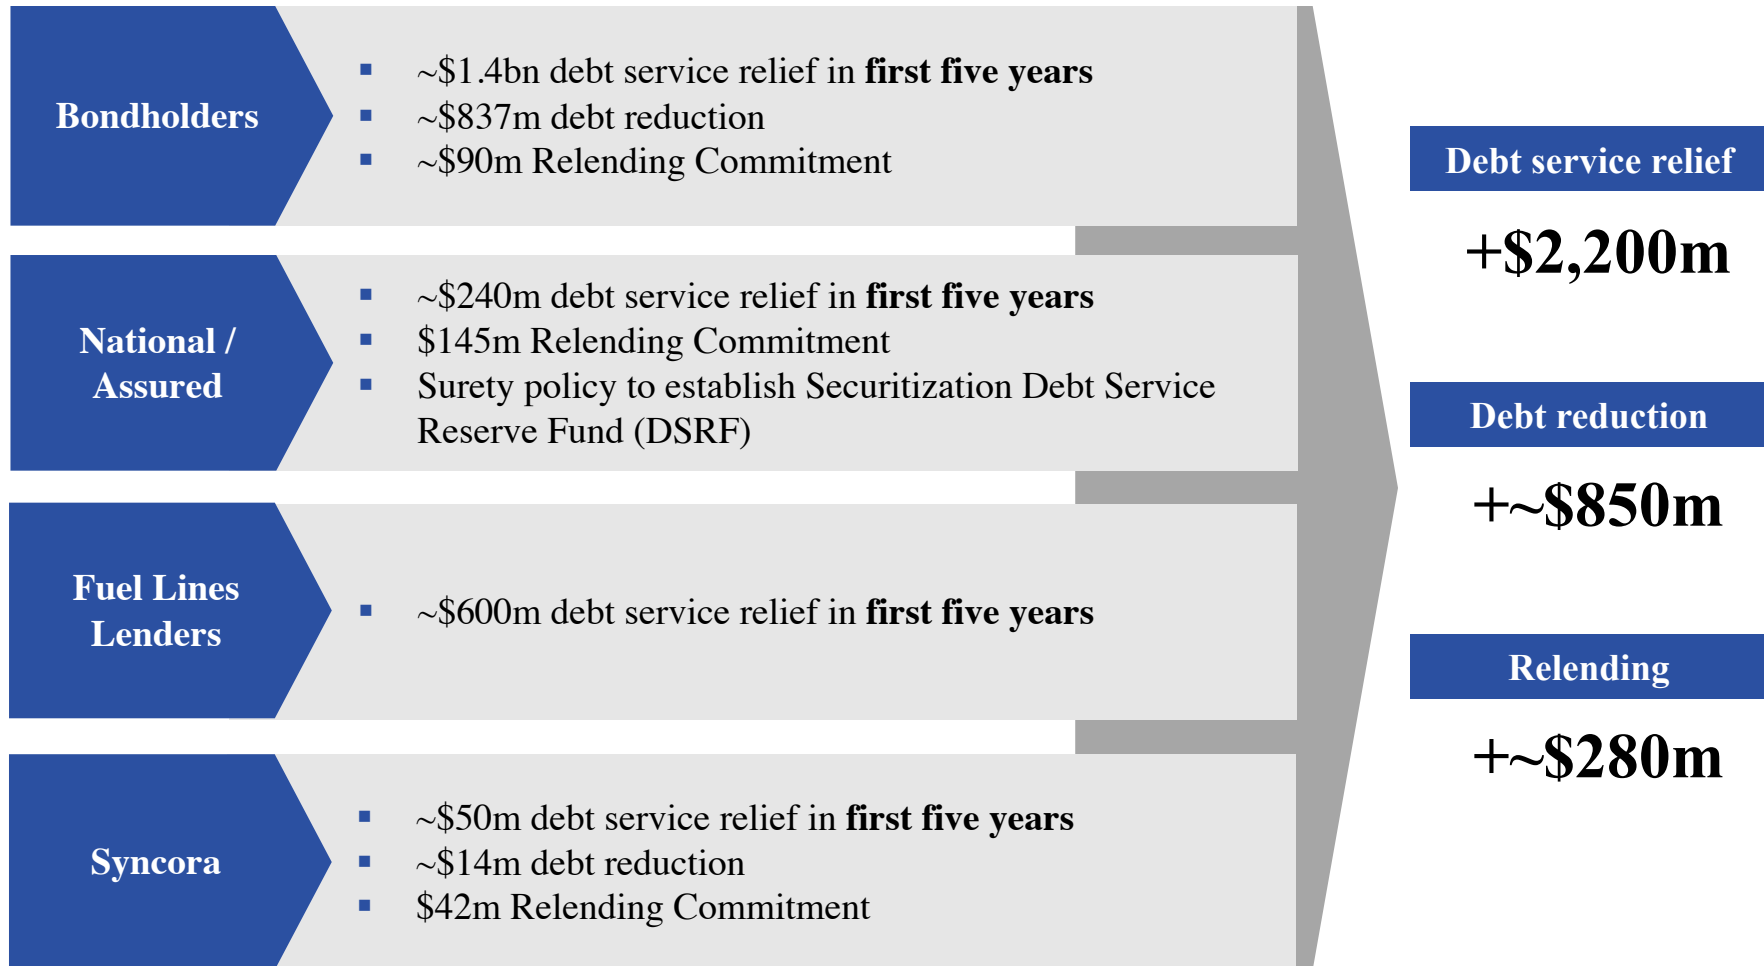 Bondholders
▪ ~$1.4bn debt service relief in first five years
▪ ~$837m debt reduction
▪ ~$90m Relending Commitment
National /
Assured
▪ ~$240m debt service relief in first five years
▪ $145m Relending Commitment
▪ Surety policy to establish Securitization Debt Service
Reserve Fund (DSRF)
Fuel Lines
Lenders
▪ ~$600m debt service relief in first five years
Syncora
▪ ~$50m debt service relief in first five years
▪ ~$14m debt reduction
▪ $42m Relending Commitment
Debt service relief
+$2,200m
Debt reduction
+~$850m
Relending
+~$280m